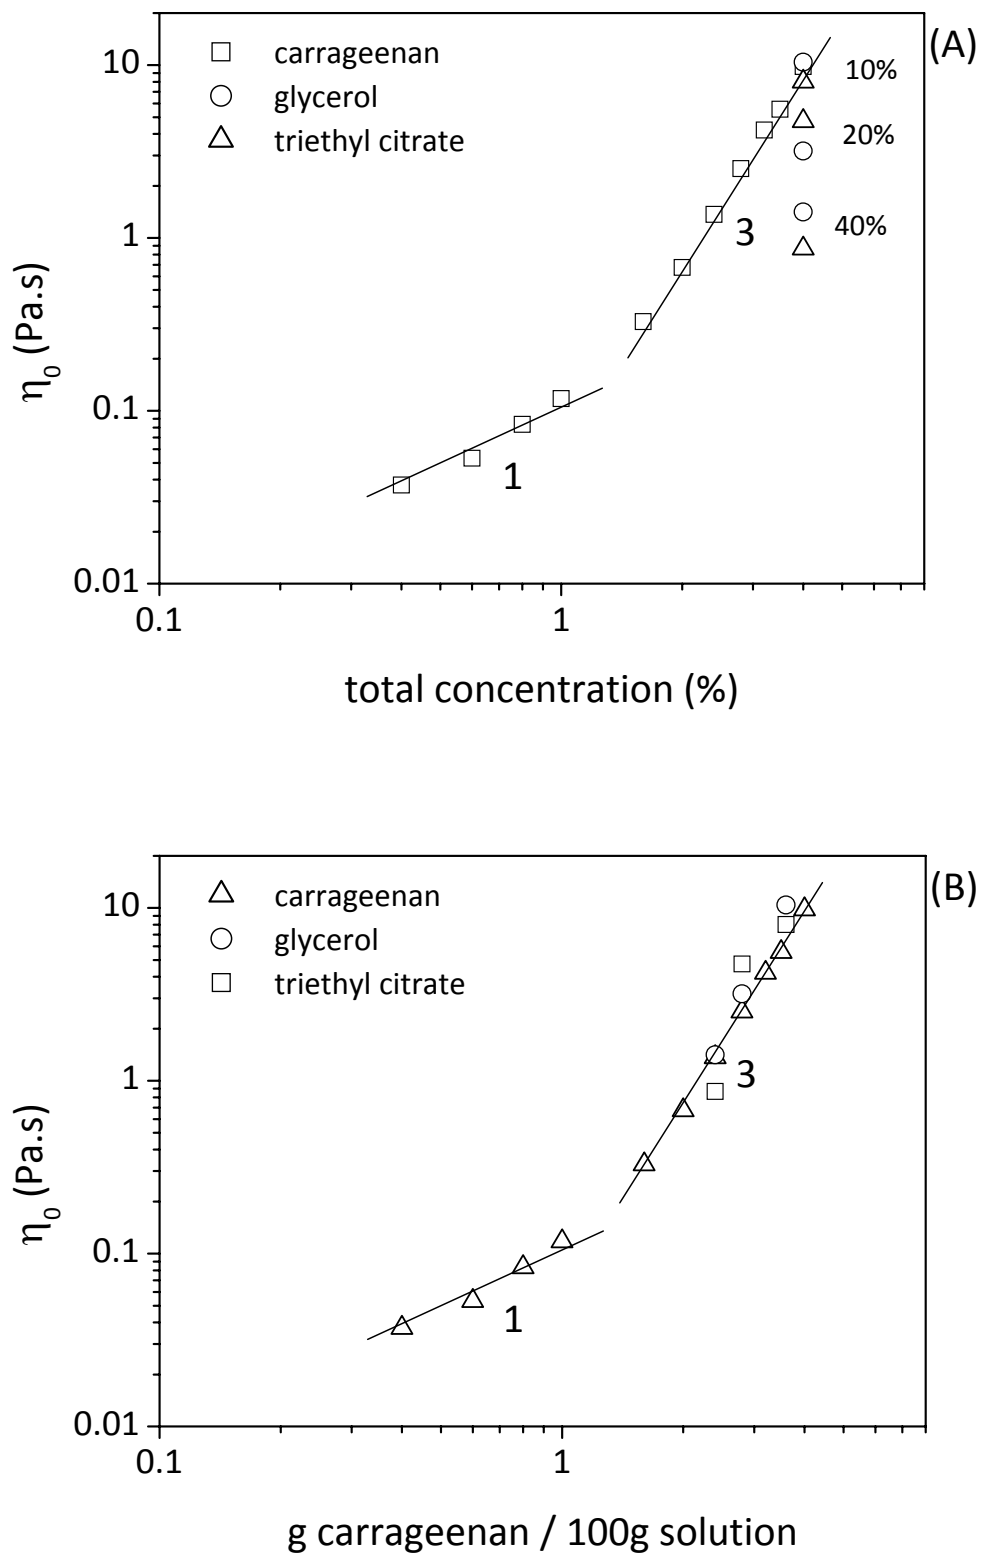 (A)
carrageenan
glycerol
triethyl citrate
10%
20%
40%
3
1
10
1
0.1
0.01
0.1
1
η0 (Pa.s)
total concentration (%)
(B)
carrageenan
glycerol
triethyl citrate
3
1
10
1
0.1
0.01
0.1
1
η0 (Pa.s)
g carrageenan / 100g solution